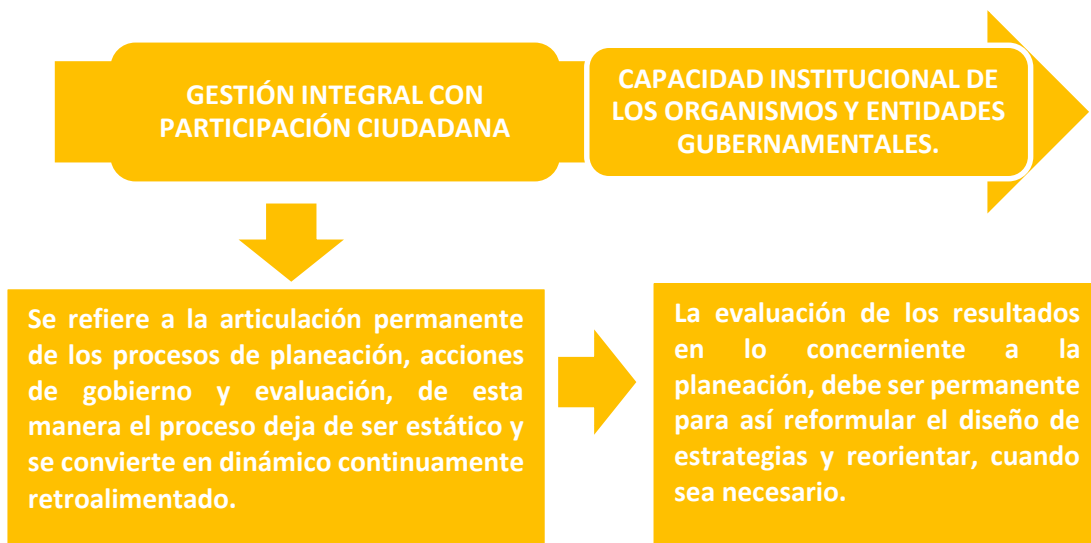 GESTIÓN INTEGRAL CON
PARTICIPACIÓN CIUDADANA
CAPACIDAD INSTITUCIONAL DE
LOS ORGANISMOS Y ENTIDADES
GUBERNAMENTALES.
Se refiere a la articulación permanente
de los procesos de planeación, acciones
de gobierno y evaluación, de esta
manera el proceso deja de ser estático y
se convierte en dinámico continuamente
retroalimentado.
La evaluación de los resultados
en lo concerniente a la
planeación, debe ser permanente
para así reformular el diseño de
estrategias y reorientar, cuando
sea necesario.